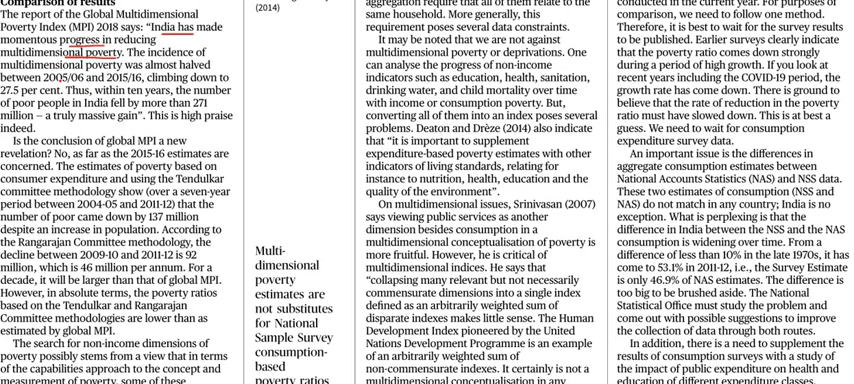 Comparison of results
The report of the Global Multidimensional
Poverty Index (MPI) 2018 says: “India has made
momentous progress in reducing
multidimensional poverty. The incidence of
multidimensional poverty was almost halved
between 2005/06 and 2015/16, climbing down to
27.5 per cent. Thus, within ten years, the number
of poor people in India fell by more than 271
million — a truly massive gain”. This is high praise
indeed.
Is the conclusion of global MPI a new
revelation? No, as far as the 2015-16 estimates are
concerned. The estimates of poverty based on
consumer expenditure and using the Tendulkar
committee methodology show (over a seven-year
period between 2004-05 and 2011-12) that the
number of poor came down by 137 million
despite an increase in population. According to
the Rangarajan Committee methodology, the
decline between 2009-10 and 2011-12 is 92
million, which is 46 million per annum. For a
decade, it will be larger than that of global MPI.
However, in absolute terms, the poverty ratios
based on the Tendulkar and Rangarajan
Committee methodologies are lower than as
estimated by global MPI.
The search for non-income dimensions of
poverty possibly stems from a view that in terms
of the capabilities approach to the concept and
measurement of poverty, some of these
(2014)
Multi-
dimensional
poverty
estimates are
not substitutes
for National
Sample Survey
consumption-
based
poverty ratios
aggregation require that all of them relate to the
same household. More generally, this
requirement poses several data constraints.
It may be noted that we are not against
multidimensional poverty or deprivations. One
can analyse the progress of non-income
indicators such as education, health, sanitation,
drinking water, and child mortality over time
with income or consumption poverty. But,
converting all of them into an index poses several
problems. Deaton and Drèze (2014) also indicate
that “it is important to supplement
expenditure-based poverty estimates with other
indicators of living standards, relating for
instance to nutrition, health, education and the
quality of the environment”.
On multidimensional issues, Srinivasan (2007)
says viewing public services as another
dimension besides consumption in a
multidimensional conceptualisation of poverty is
more fruitful. However, he is critical of
multidimensional indices. He says that
“collapsing many relevant but not necessarily
commensurate dimensions into a single index
defined as an arbitrarily weighted sum of
disparate indexes makes little sense. The Human
Development Index pioneered by the United
Nations Development Programme is an example
of an arbitrarily weighted sum of
non-commensurate indexes. It certainly is not a
multidimensional conceptualisation in any
conducted in the current year. For purposes of
comparison, we need to follow one method.
Therefore, it is best to wait for the survey results
to be published. Earlier surveys clearly indicate
that the poverty ratio comes down strongly
during a period of high growth. If you look at
recent years including the COVID-19 period, the
growth rate has come down. There is ground to
believe that the rate of reduction in the poverty
ratio must have slowed down. This is at best a
guess. We need to wait for consumption
expenditure survey data.
An important issue is the differences in
aggregate consumption estimates between
National Accounts Statistics (NAS) and NSS data.
These two estimates of consumption (NSS and
NAS) do not match in any country; India is no
exception. What is perplexing is that the
difference in India between the NSS and the NAS
consumption is widening over time. From a
difference of less than 10% in the late 1970s, it has
come to 53.1% in 2011-12, i.e., the Survey Estimate
is only 46.9% of NAS estimates. The difference is
too big to be brushed aside. The National
Statistical Office must study the problem and
come out with possible suggestions to improve
the collection of data through both routes.
In addition, there is a need to supplement the
results of consumption surveys with a study of
the impact of public expenditure on health and
education of different expenditure classes.